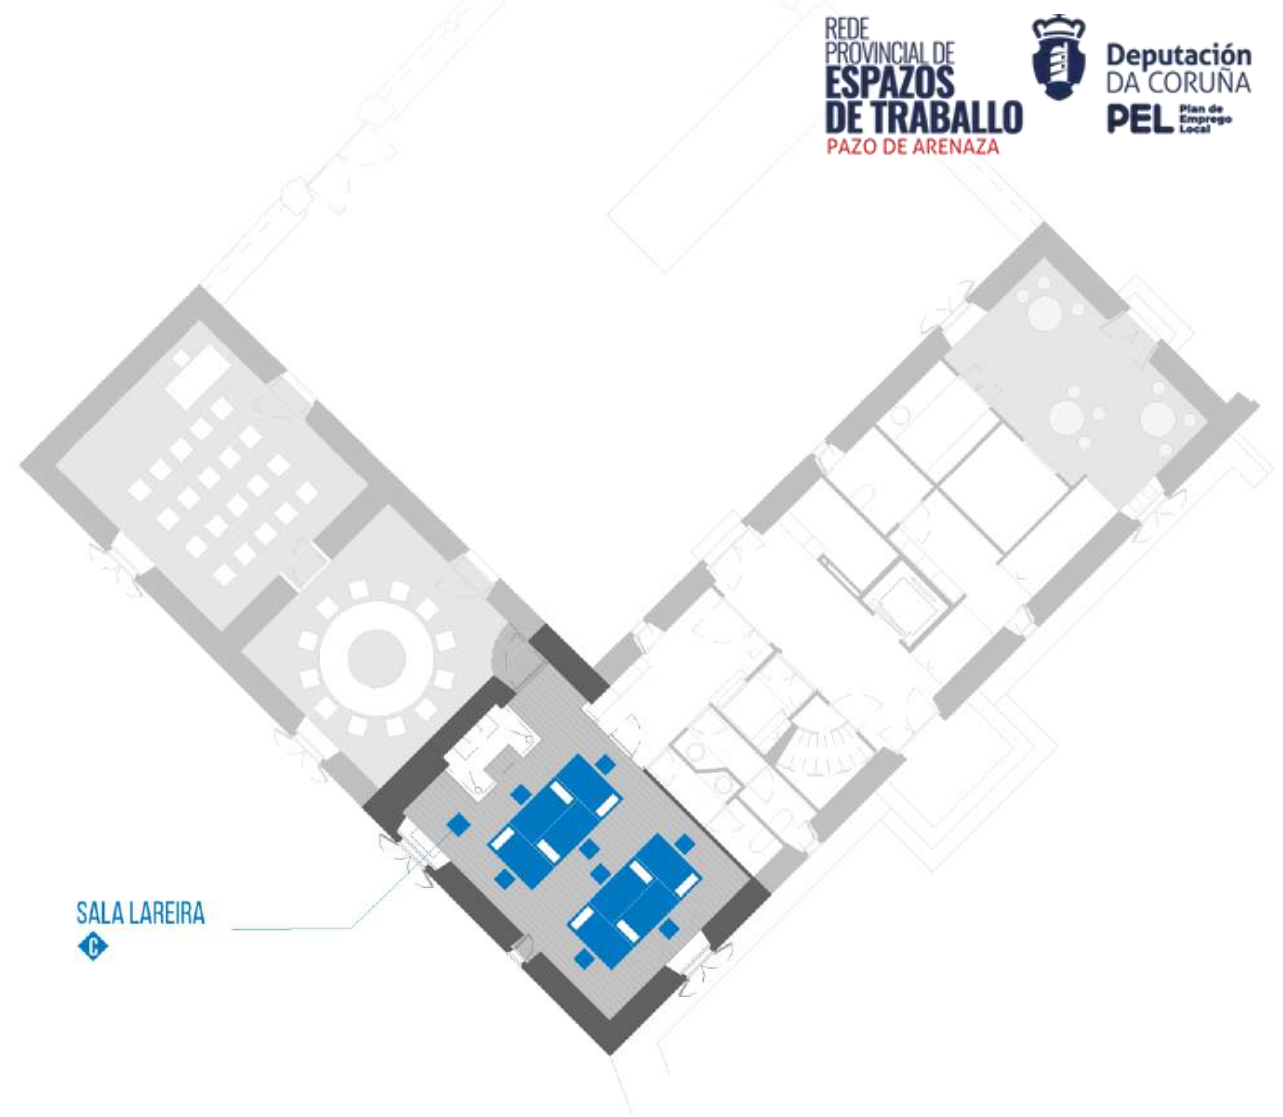 REDE
PROVINCIAL DE
ESPAZOS
DE TRABALLO
PAZO DE ARENAZA
Deputación
DA CORUÑA
PEL Plan de
Emprego
Local
SALA LAREIRA
C